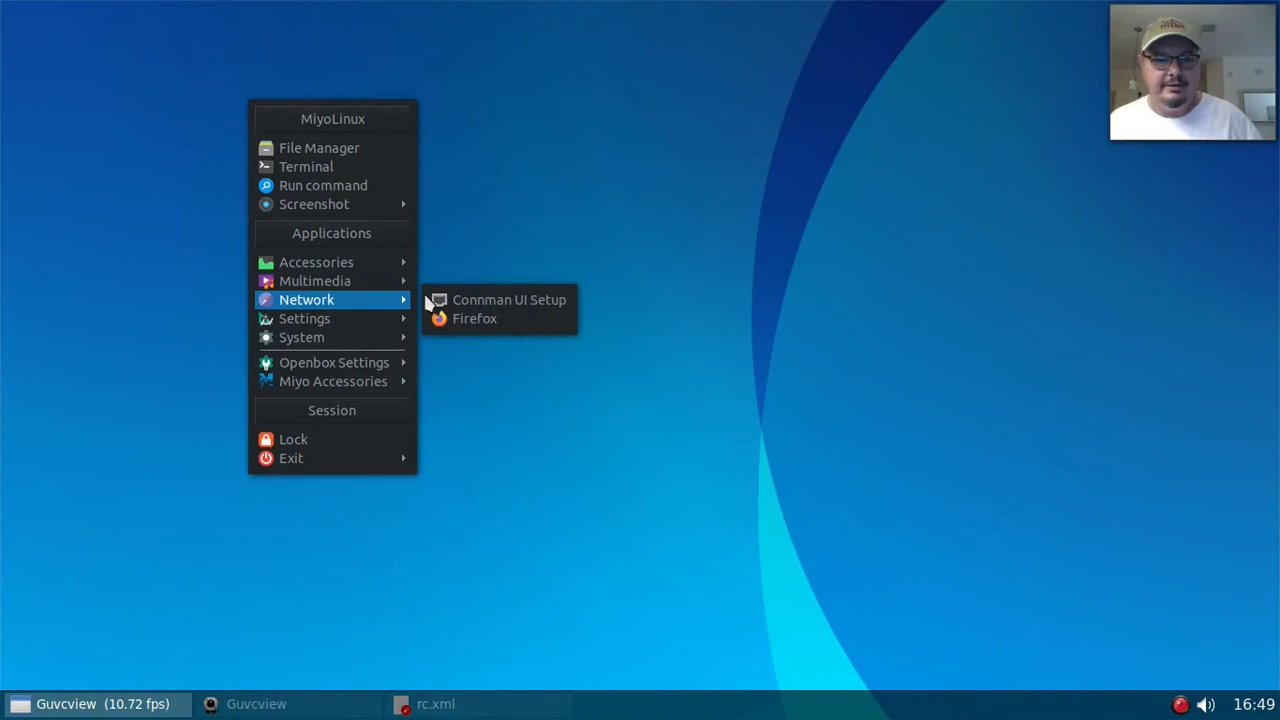 MiyoLinux
File Manager
Terminal
Run command
Screenshot
Applications
Accessories
Multimedia
Network
Connman UI Setup
Firefox
Settings
System
Openbox Settings
Miyo Accessories
Session
Lock
Exit
TITANIC
Guvcview (10.72 fps)
Guvcview
rc.xml
16:49